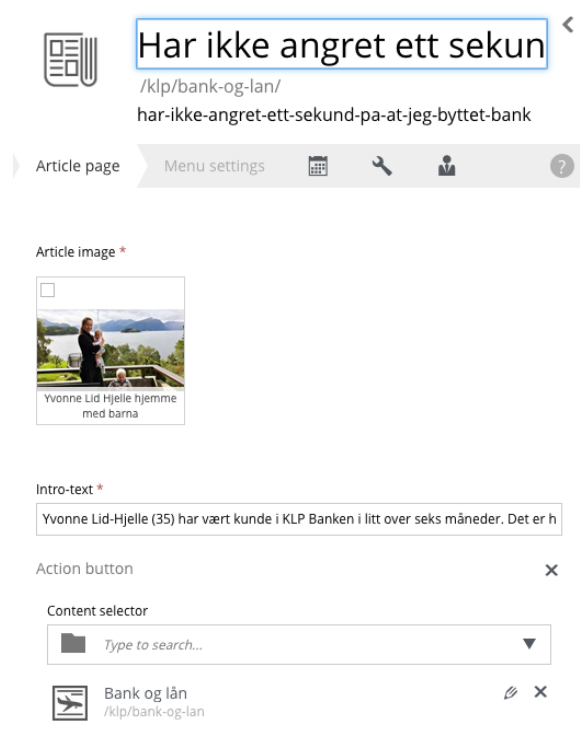 Har ikke angret ett sekun
/klp/bank-og-lan/
har-ikke-angret-ett-sekund-pa-at-jeg-byttet-bank
Article page
Menu settings
?
Article image *
Yvonne Lid Hjelle hjemme
med barna
Intro-text *
Yvonne Lid-Hjelle (35) har vært kunde i KLP Banken i litt over seks måneder. Det er h
Action button
Content selector
Type to search...
Bank og lån
/klp/bank-og-lan